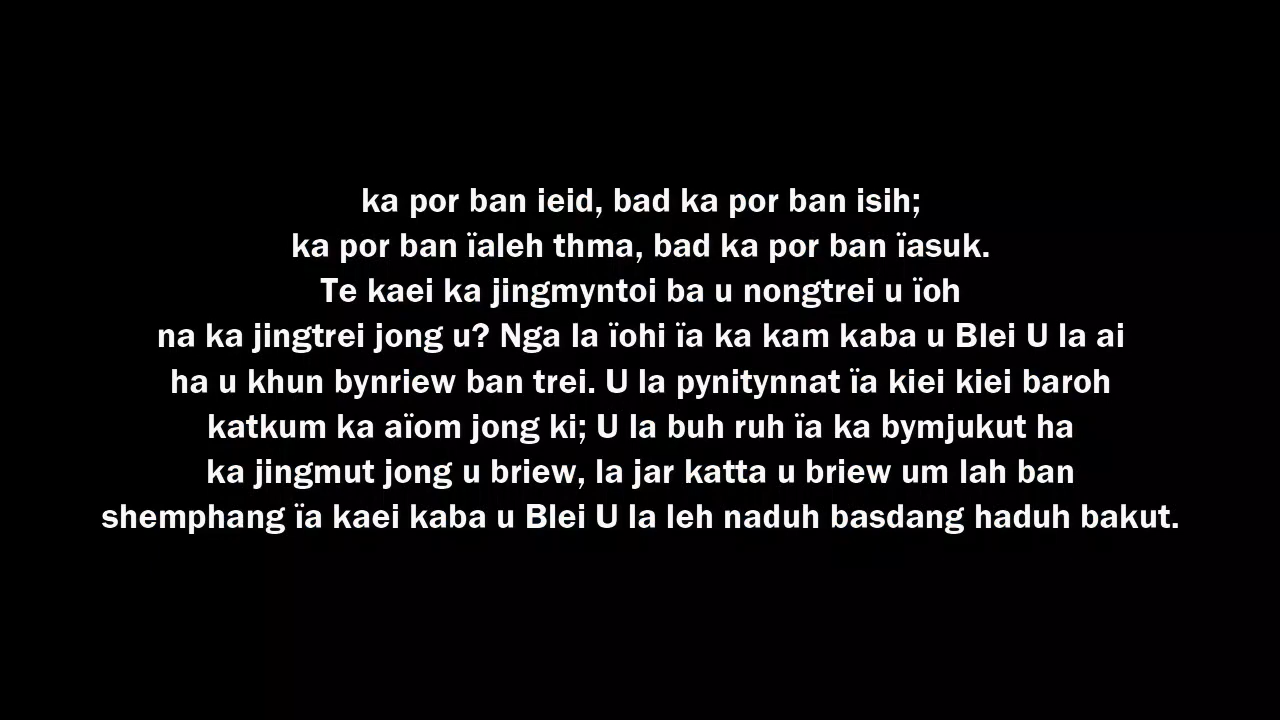 ka por ban ieid, bad ka por ban isih;
ka por ban ïaleh thma, bad ka por ban ïasuk.
Te kaei ka jingmyntoi ba u nongtrei u ïoh
na ka jingtrei jong u? Nga la ïohi ïa ka kam kaba u Blei U la ai
ha u khun bynriew ban trei. U la pynitynnat ïa kiei kiei baroh
katkum ka aïom jong ki; U la buh ruh ïa ka bymjukut ha
ka jingmut jong u briew, la jar katta u briew um lah ban
shemphang ïa kaei kaba u Blei U la leh naduh basdang haduh bakut.